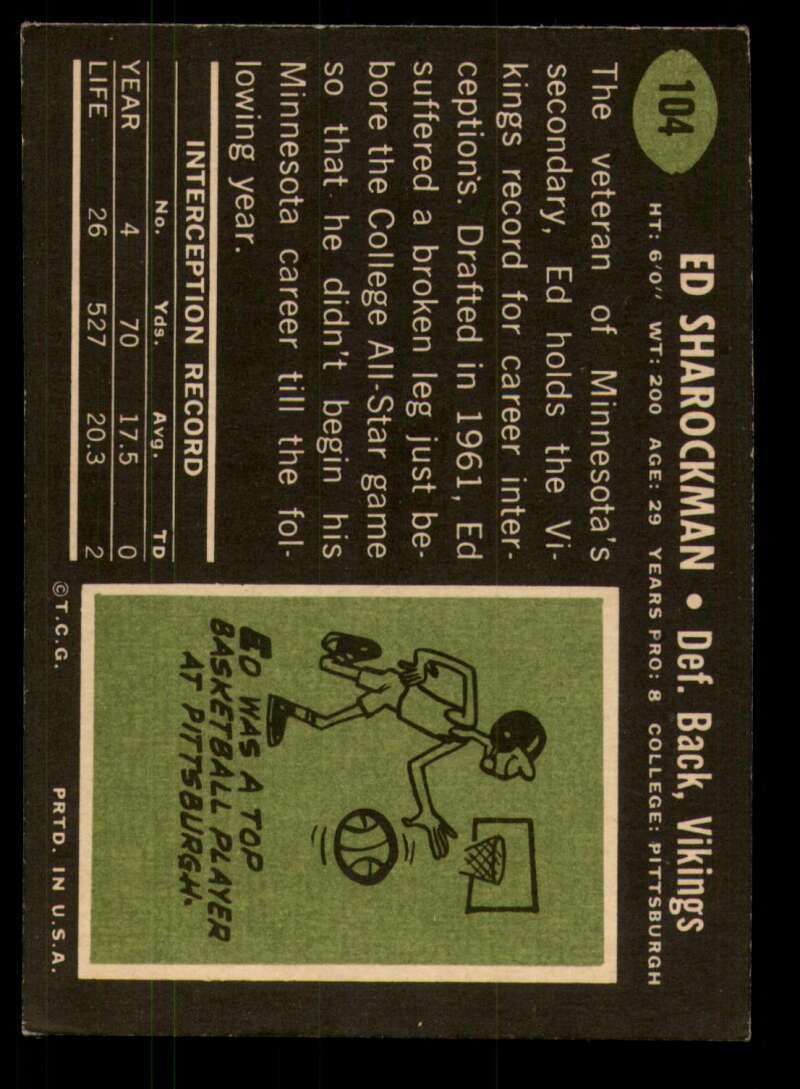 104
ED SHAROCKMAN • Def. Back, Vikings
HT: 6'0" WT: 200 AGE: 29 YEARS PRO: 8 COLLEGE: PITTSBURGH
The veteran of Minnesota's
secondary, Ed holds the Vi-
kings record for career inter-
ception's. Drafted in 1961, Ed
suffered a broken leg just be-
bore the College All-Star game
so that he didn't begin his
Minnesota career till the fol-
lowing year.
INTERCEPTION RECORD
No. Yds. Avg. TD
YEAR 4 70 17.5 0
LIFE 26 527 20.3 2
ED WAS A TOP
BASKETBALL PLAYER
AT PITTSBURGH.
©T.C.G. PRTD. IN U.S.A.